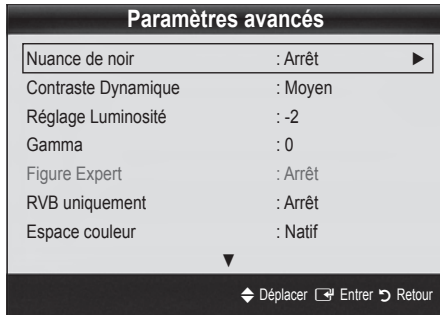 Paramètres avancés
Nuance de noir : Arrêt ▶
Contraste Dynamique : Moyen
Réglage Luminosité : -2
Gamma : 0
Figure Expert : Arrêt
RVB uniquement : Arrêt
Espace couleur : Natif
▼
Déplacer Entrer Retour